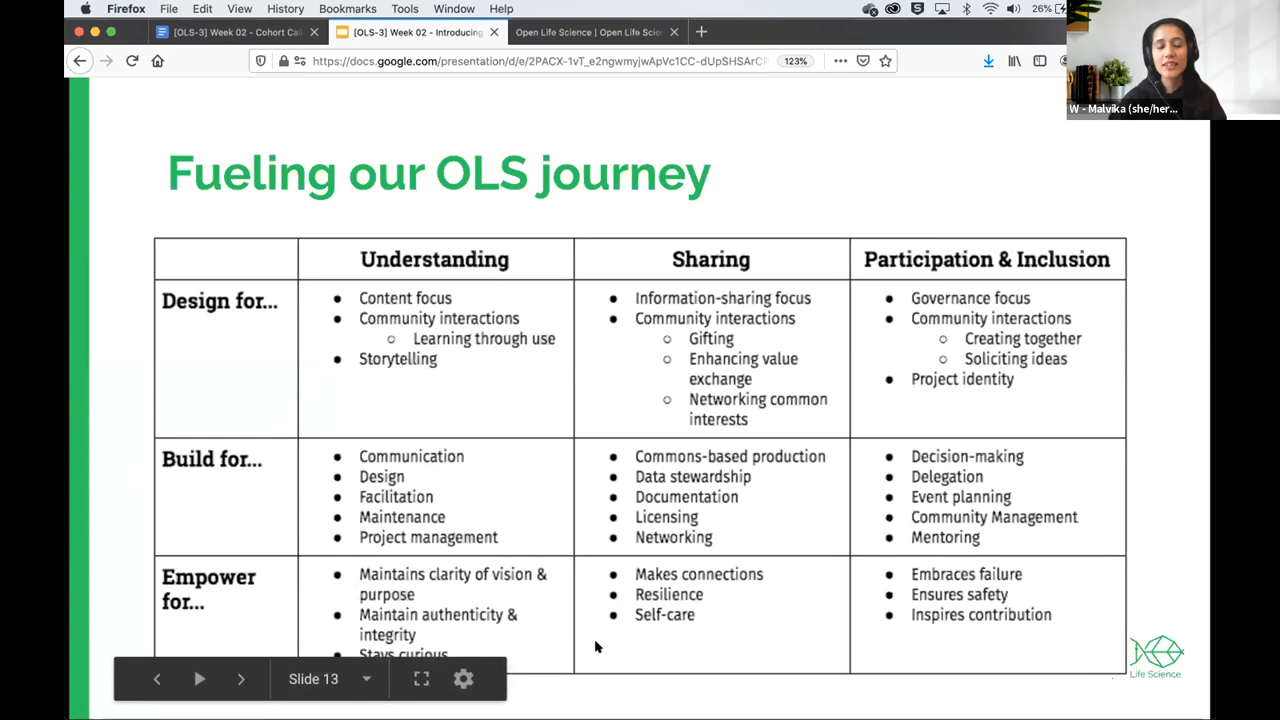 Firefox File Edit View History Bookmarks Tools Window Help 26%
[OLS-3] Week 02 - Cohort Cal [OLS-3] Week 02 - Introducing Open Life Science | Open Life Scie
https://docs.google.com/presentation/d/e/2PACX-1vT_e2ngwmyjwApVc1CC-dUpSHSArC 123%
W - Malvika (she/her...
Fueling our OLS journey
Understanding Sharing Participation & Inclusion
Design for...
● Content focus
● Community interactions
○ Learning through use
● Storytelling
● Information-sharing focus
● Community interactions
○ Gifting
○ Enhancing value
exchange
○ Networking common
interests
● Governance focus
● Community interactions
○ Creating together
○ Soliciting ideas
● Project identity
Build for...
● Communication
● Design
● Facilitation
● Maintenance
● Project management
● Commons-based production
● Data stewardship
● Documentation
● Licensing
● Networking
● Decision-making
● Delegation
● Event planning
● Community Management
● Mentoring
Empower
for...
● Maintains clarity of vision &
purpose
● Maintain authenticity &
integrity
● Stays curious
● Makes connections
● Resilience
● Self-care
● Embraces failure
● Ensures safety
● Inspires contribution
Slide 13
Life Science